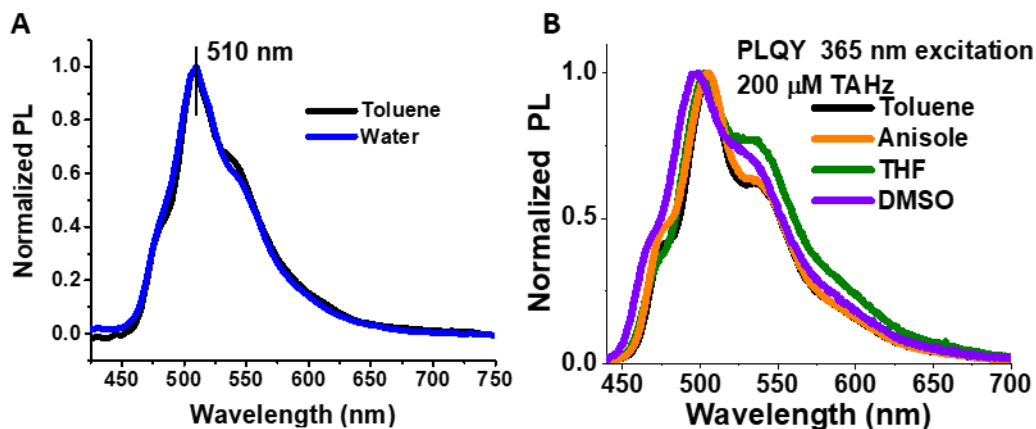 A
510 nm
Toluene
Water
Normalized PL
1.0
0.8
0.6
0.4
0.2
0.0
450 500 550 600 650 700 750
Wavelength (nm)
B
PLQY 365 nm excitation
200 μM TAHz
Toluene
Anisole
THF
DMSO
Normalized PL
1.0
0.5
0.0
450 500 550 600 650 700
Wavelength (nm)